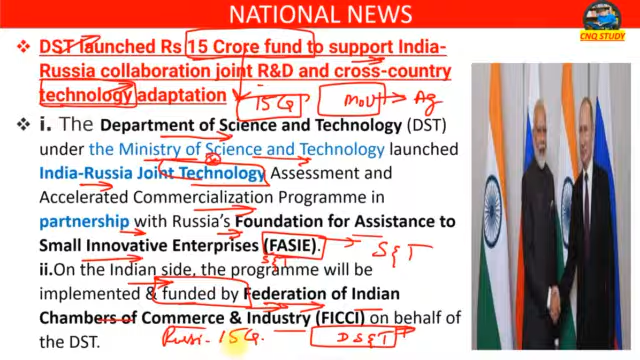 NATIONAL NEWS
CNQ STUDY
DST launched Rs 15 Crore fund to support India-
Russia collaboration joint R&D and cross-country
technology adaptation
15 Cr
MoU → Ag
i. The Department of Science and Technology (DST)
under the Ministry of Science and Technology launched
India-Russia Joint Technology Assessment and
Accelerated Commercialization Programme in
partnership with Russia's Foundation for Assistance to
Small Innovative Enterprises (FASIE).
S&T
S&T
ii. On the Indian side, the programme will be
implemented & funded by Federation of Indian
Chambers of Commerce & Industry (FICCI) on behalf of
the DST.
15 Cr.
DS&T